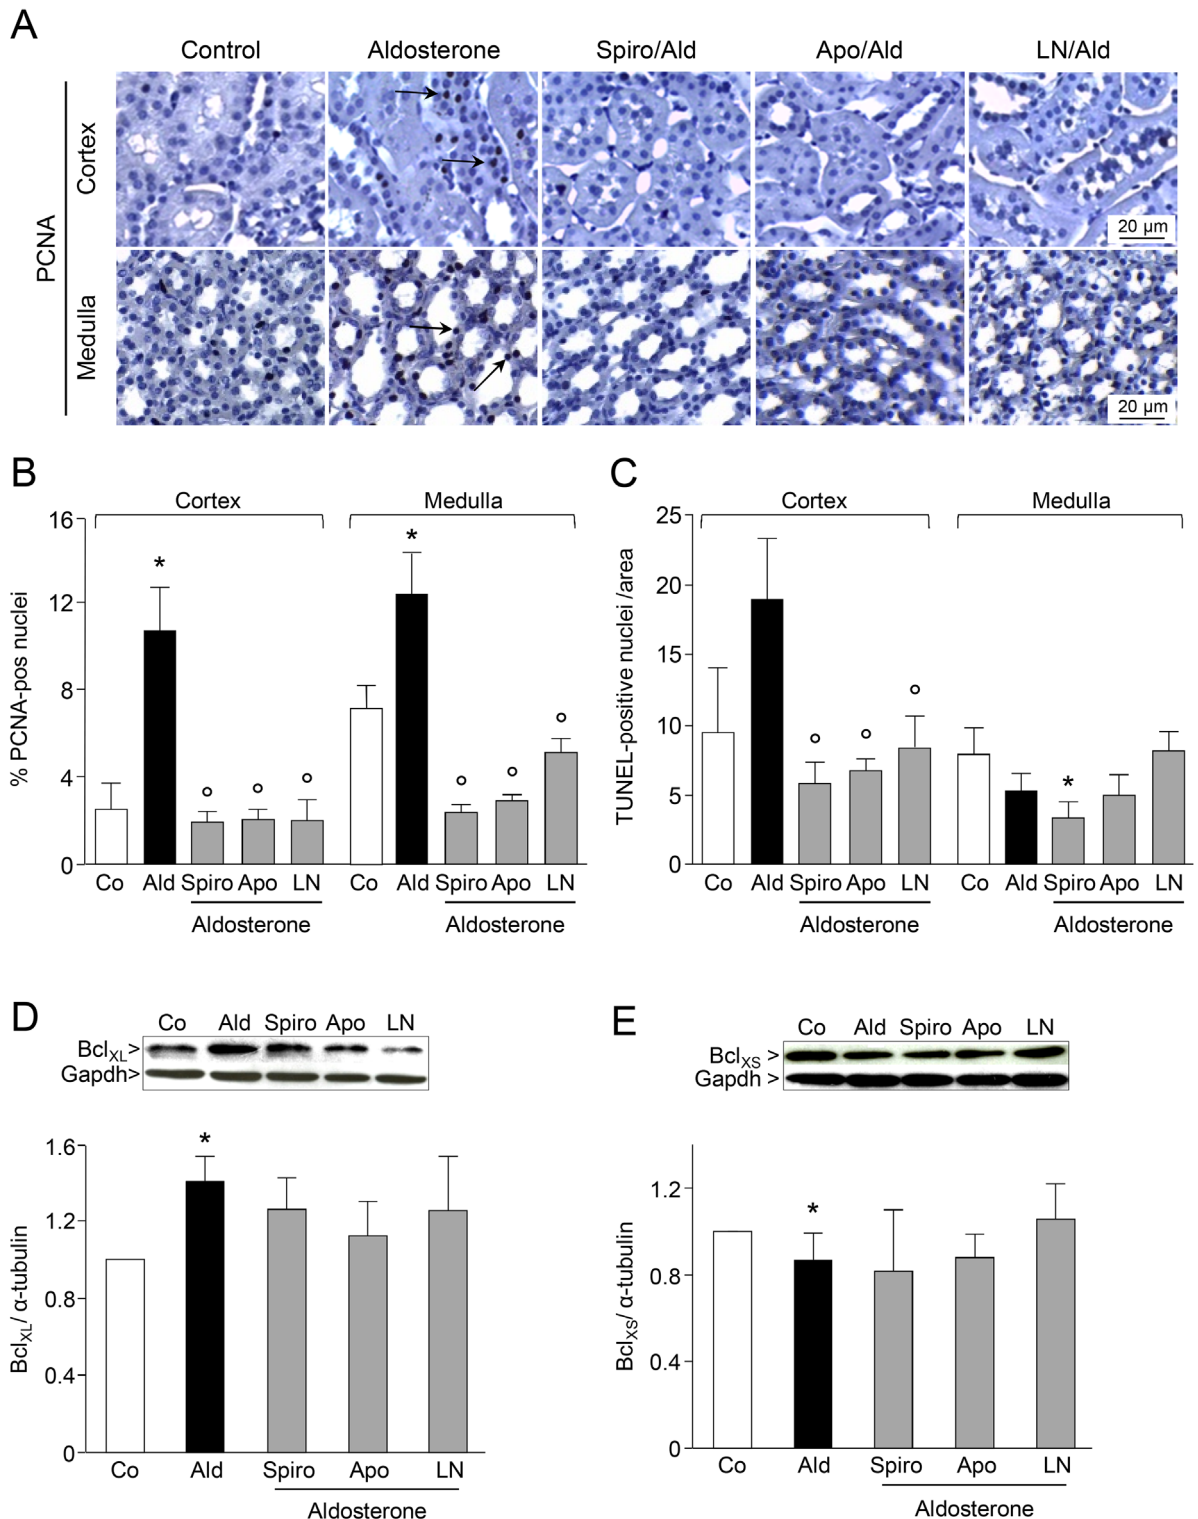 A
Control Aldosterone Spiro/Ald Apo/Ald LN/Ald
PCNA
Cortex
20 µm
Medulla
20 µm
B
Cortex Medulla
% PCNA-pos nuclei
16
12
8
4
0
* * ° ° ° ° ° °
Co Ald Spiro Apo LN Co Ald Spiro Apo LN
Aldosterone Aldosterone
C
Cortex Medulla
TUNEL-positive nuclei /area
25
20
15
10
5
0
° ° ° *
Co Ald Spiro Apo LN Co Ald Spiro Apo LN
Aldosterone Aldosterone
D
Co Ald Spiro Apo LN
BclXL>
Gapdh>
BclXL/ α-tubulin
1.6
1.2
0.8
0.4
0
*
Co Ald Spiro Apo LN
Aldosterone
E
Co Ald Spiro Apo LN
BclXS >
Gapdh >
BclXS/ α-tubulin
1.2
0.8
0.4
0
*
Co Ald Spiro Apo LN
Aldosterone